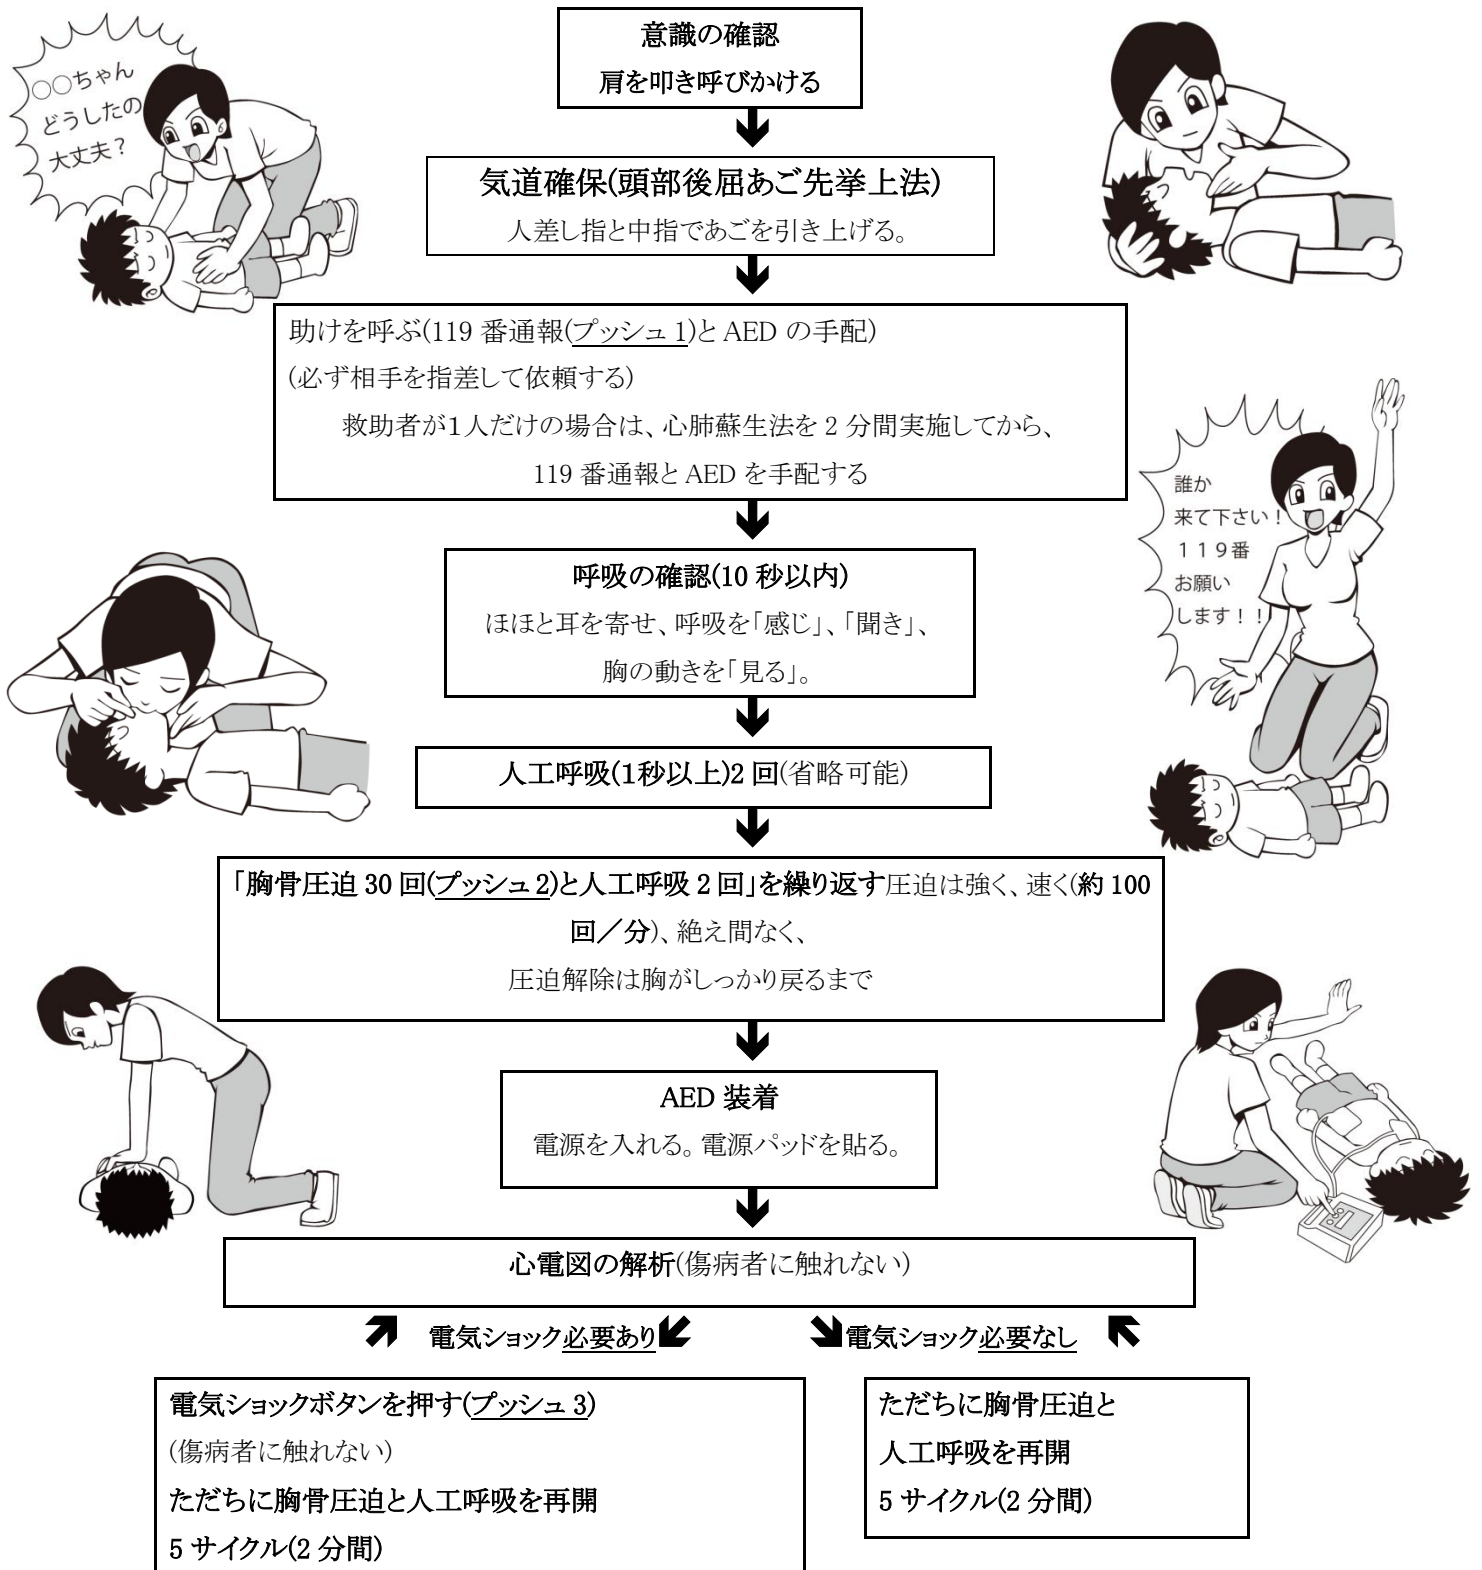 意識の確認
肩を叩き呼びかける
○○ちゃん
どうしたの
大丈夫?
気道確保(頭部後屈あご先挙上法)
人差し指と中指であごを引き上げる。
助けを呼ぶ(119 番通報(プッシュ 1)と AED の手配)
(必ず相手を指差して依頼する)
救助者が1人だけの場合は、心肺蘇生法を 2 分間実施してから、
119 番通報と AED を手配する
誰か
来て下さい!
119番
お願い
します!!
呼吸の確認(10 秒以内)
ほほと耳を寄せ、呼吸を「感じ」、「聞き」、
胸の動きを「見る」。
人工呼吸(1秒以上)2 回(省略可能)
「胸骨圧迫 30 回(プッシュ 2)と人工呼吸 2 回」を繰り返す圧迫は強く、速く(約 100
回/分)、絶え間なく、
圧迫解除は胸がしっかり戻るまで
AED 装着
電源を入れる。電源パッドを貼る。
心電図の解析(傷病者に触れない)
電気ショック必要あり
電気ショック必要なし
電気ショックボタンを押す(プッシュ 3)
(傷病者に触れない)
ただちに胸骨圧迫と人工呼吸を再開
5 サイクル(2 分間)
ただちに胸骨圧迫と
人工呼吸を再開
5 サイクル(2 分間)